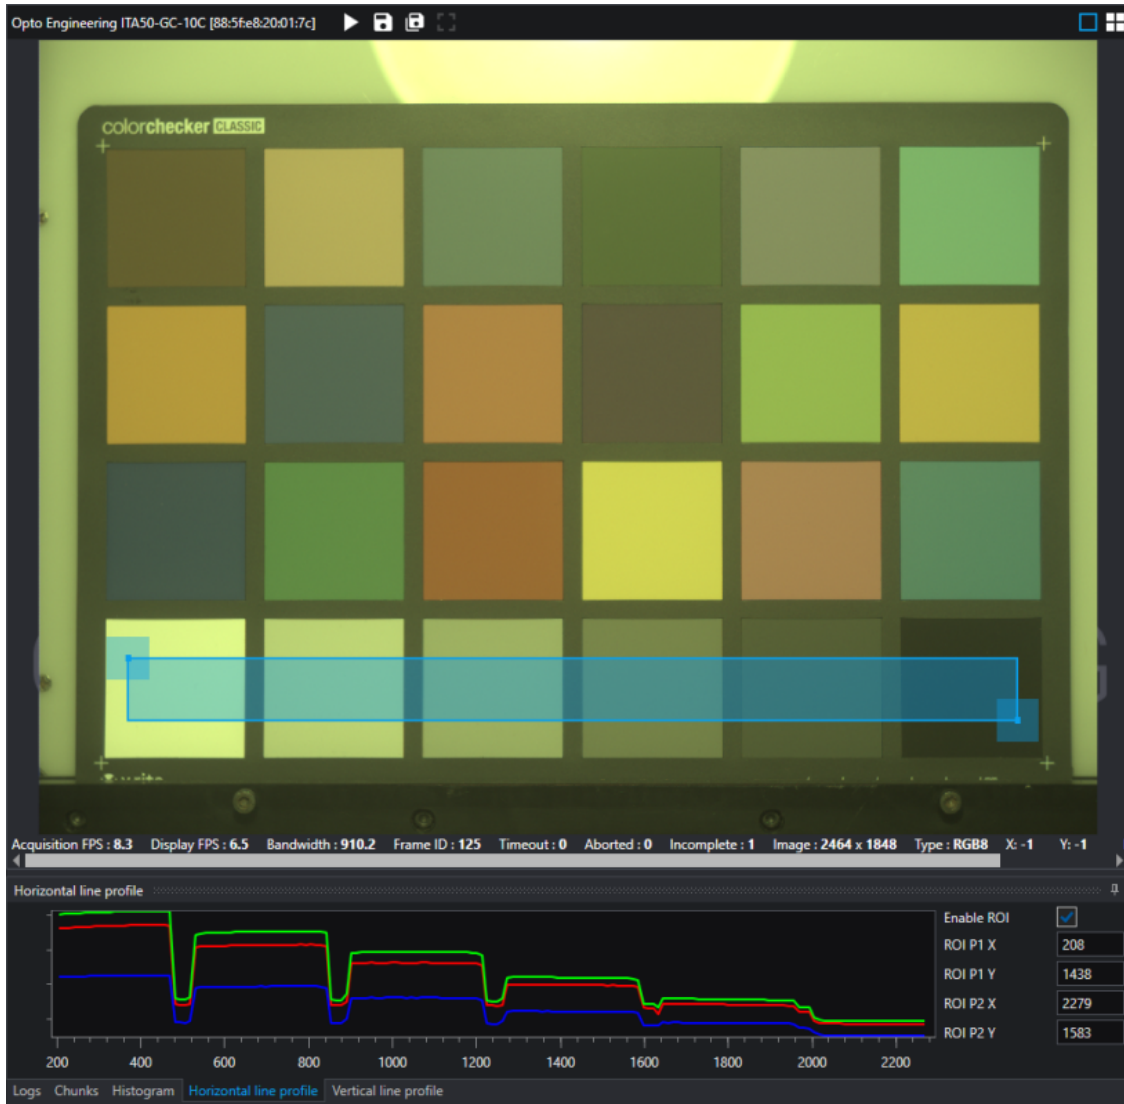 Opto Engineering ITA50-GC-10C [88:5f:e8:20:01:7c]
colorchecker CLASSIC
G
Acquisition FPS : 8.3 Display FPS : 6.5 Bandwidth : 910.2 Frame ID : 125 Timeout : 0 Aborted : 0 Incomplete : 1 Image : 2464 x 1848 Type : RGB8 X: -1 Y: -1
Horizontal line profile
Enable ROI
ROI P1 X 208
ROI P1 Y 1438
ROI P2 X 2279
ROI P2 Y 1583
200 400 600 800 1000 1200 1400 1600 1800 2000 2200
Logs Chunks Histogram Horizontal line profile Vertical line profile